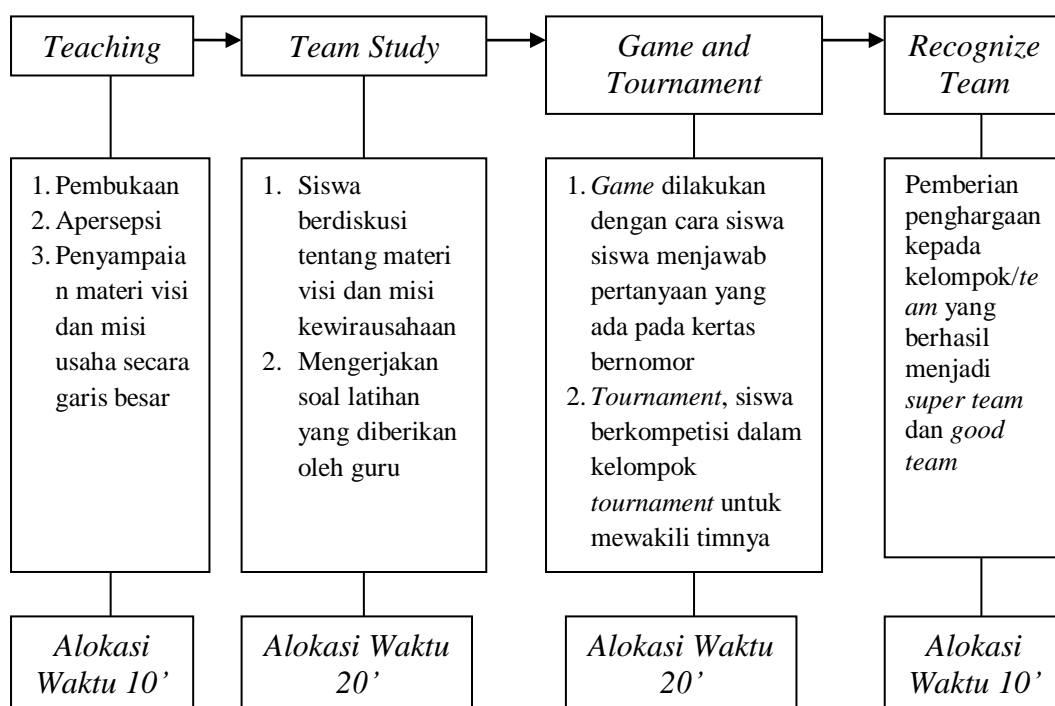 Teaching
Team Study
Game and
Tournament
Recognize
Team
1. Pembukaan
2. Apersepsi
3. Penyampaia
n materi visi
dan misi
usaha secara
garis besar
1. Siswa
berdiskusi
tentang materi
visi dan misi
kewirausahaan
2. Mengerjakan
soal latihan
yang diberikan
oleh guru
1. Game dilakukan
dengan cara siswa
siswa menjawab
pertanyaan yang
ada pada kertas
bernomor
2. Tournament, siswa
berkompetisi dalam
kelompok
tournament untuk
mewakili timnya
Pemberian
penghargaan
kepada
kelompok/te
am yang
berhasil
menjadi
super team
dan good
team
Alokasi
Waktu 10’
Alokasi Waktu
20’
Alokasi Waktu
20’
Alokasi
Waktu 10’